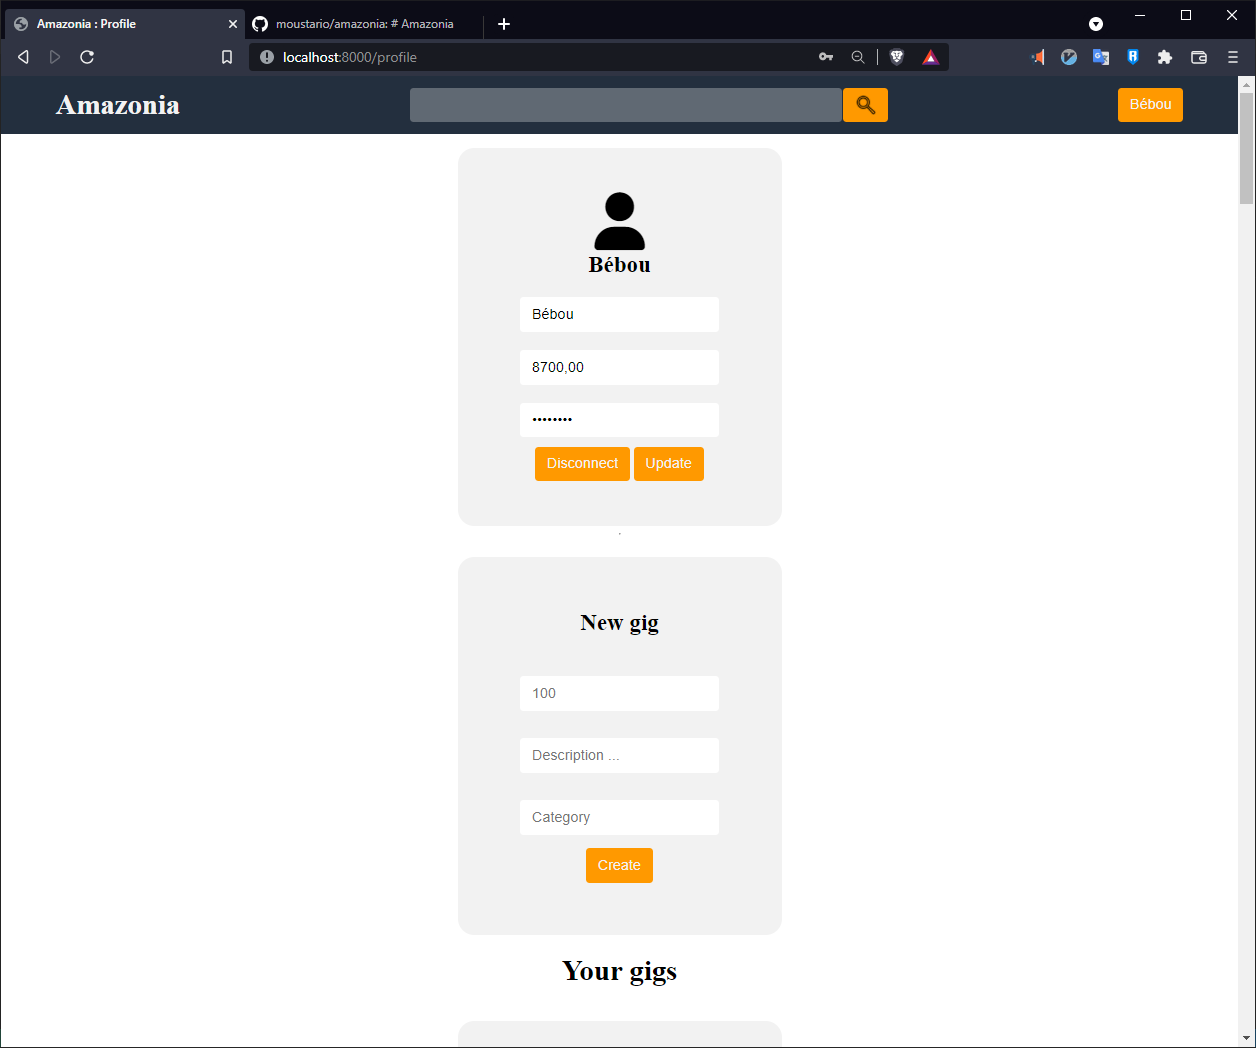 Amazonia : Profile
moustario/amazonia: # Amazonia
localhost:8000/profile
Amazonia
Bébou
Bébou
Bébou
8700,00
••••••••
Disconnect Update
New gig
100
Description ...
Category
Create
Your gigs